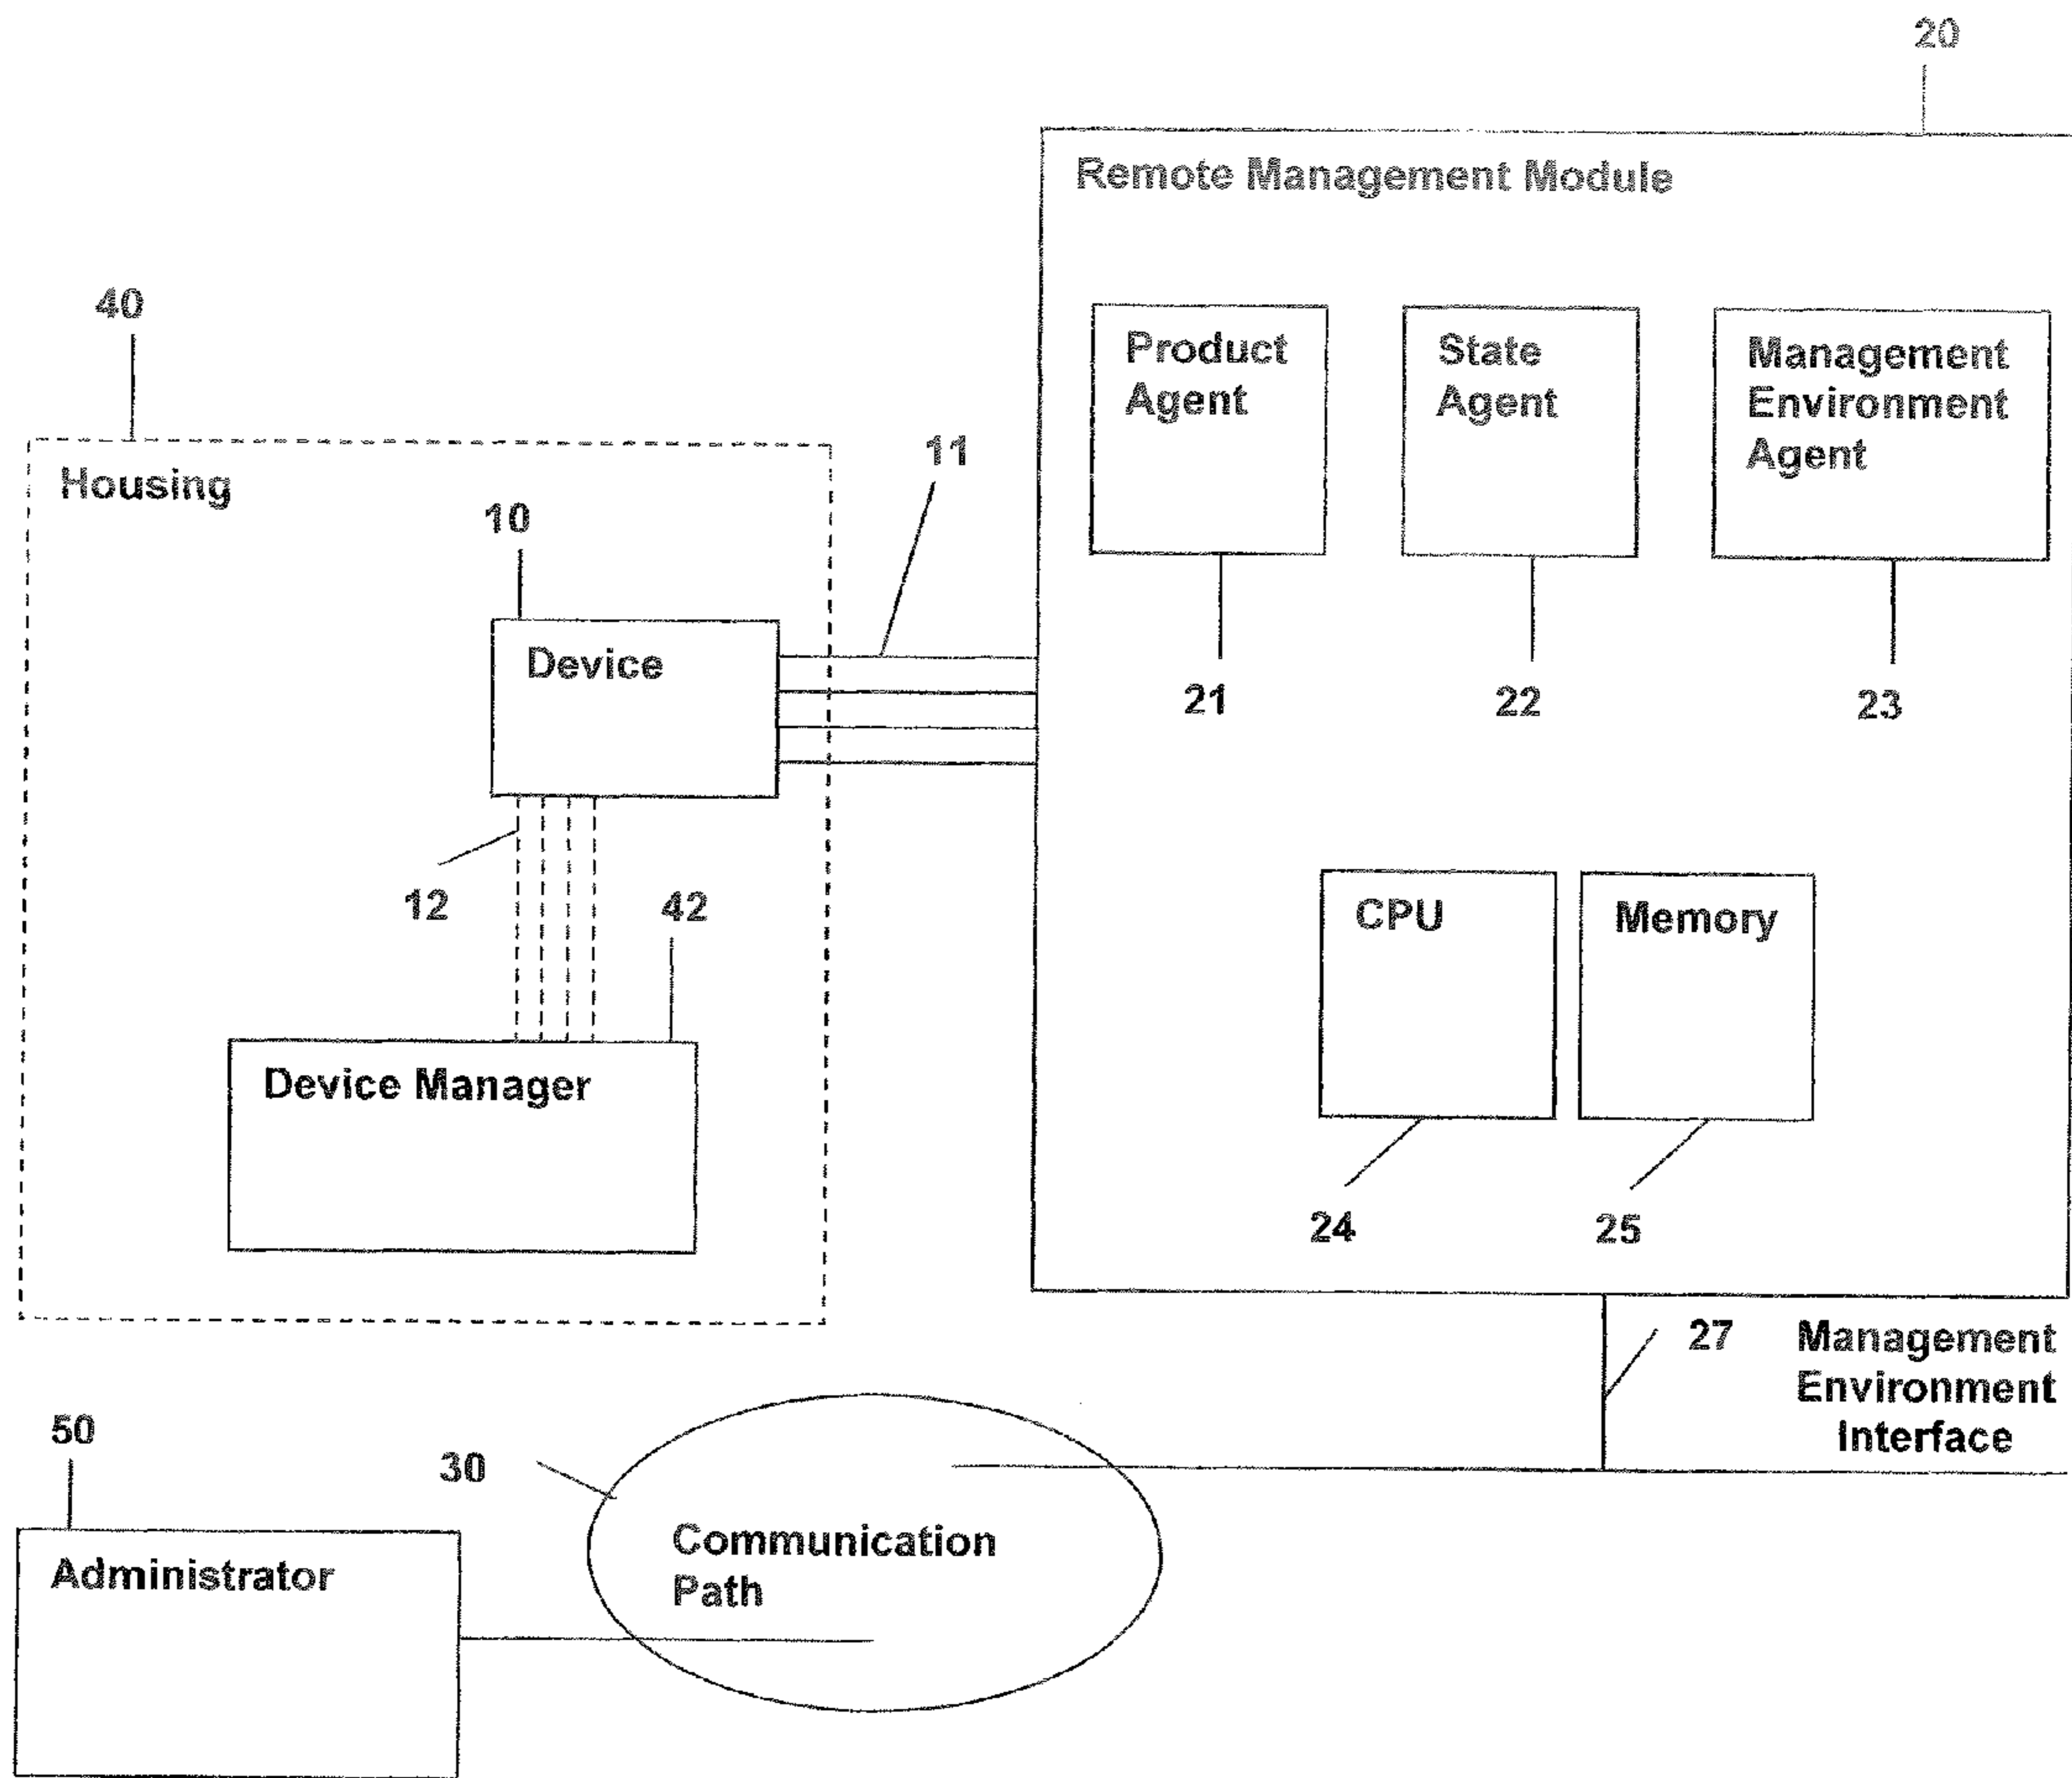 20
Remote Management Module
40
Product
Agent
State
Agent
Management
Environment
Agent
11
Housing
10
Device
21
22
23
12
42
CPU
Memory
Device Manager
24
25
27
Management
Environment
Interface
50
30
Communication
Path
Administrator